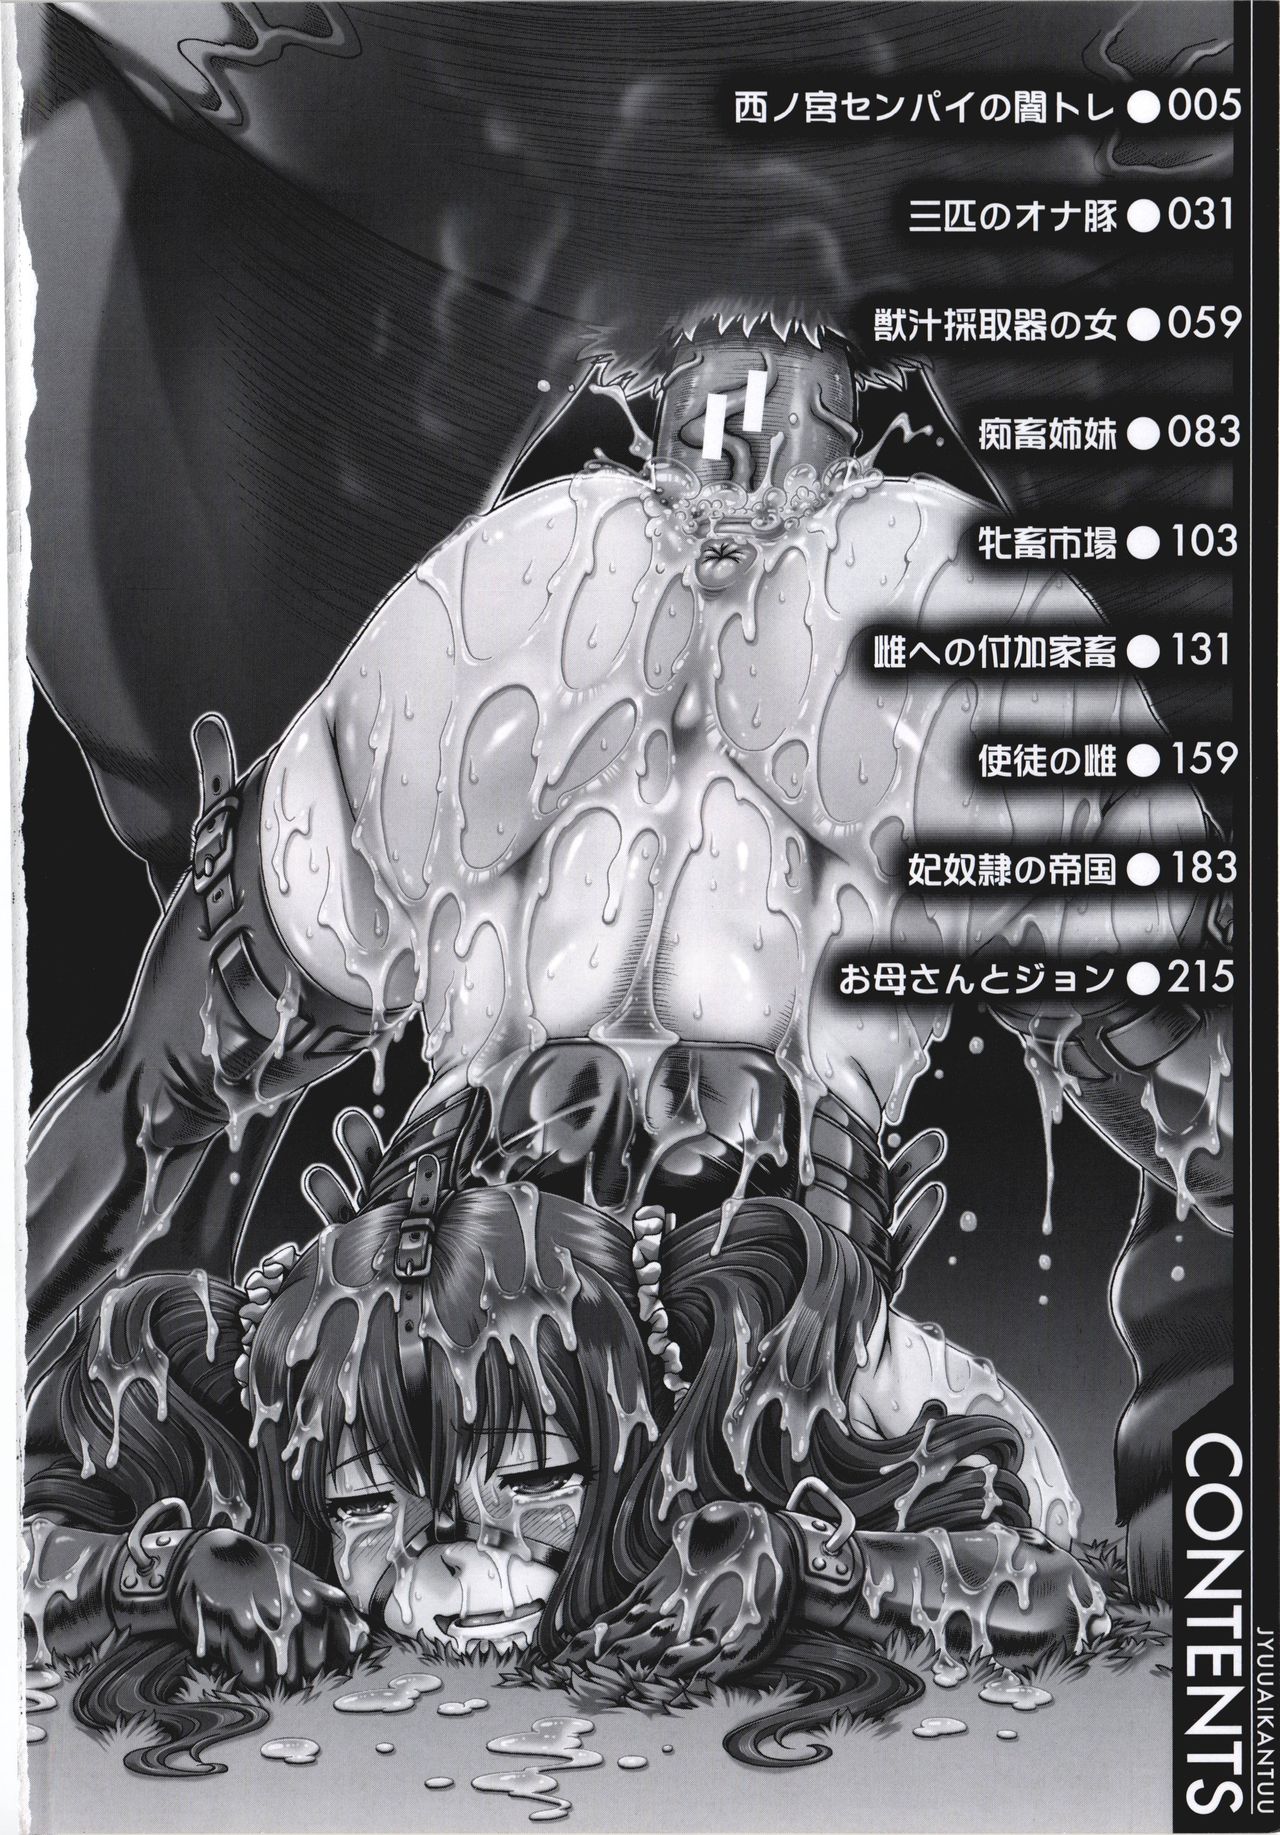 西ノ宮センパイの闇トレ●005
三匹のオナ豚●031
獣汁採取器の女●059
痴畜姉妹●083
牝畜市場●103
雌への付加家畜●131
使徒の雌●159
妃奴隷の帝国●183
お母さんとジョン●215
CONTENTS
JYUUAIKANTUU